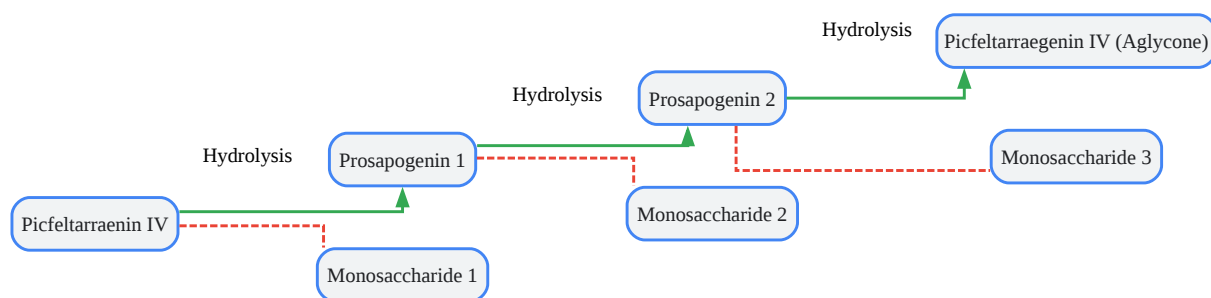 Hydrolysis
Picfeltarraegenin IV (Aglycone)
Hydrolysis
Prosapogenin 2
Hydrolysis
Prosapogenin 1
Monosaccharide 3
Picfeltarraenin IV
Monosaccharide 2
Monosaccharide 1